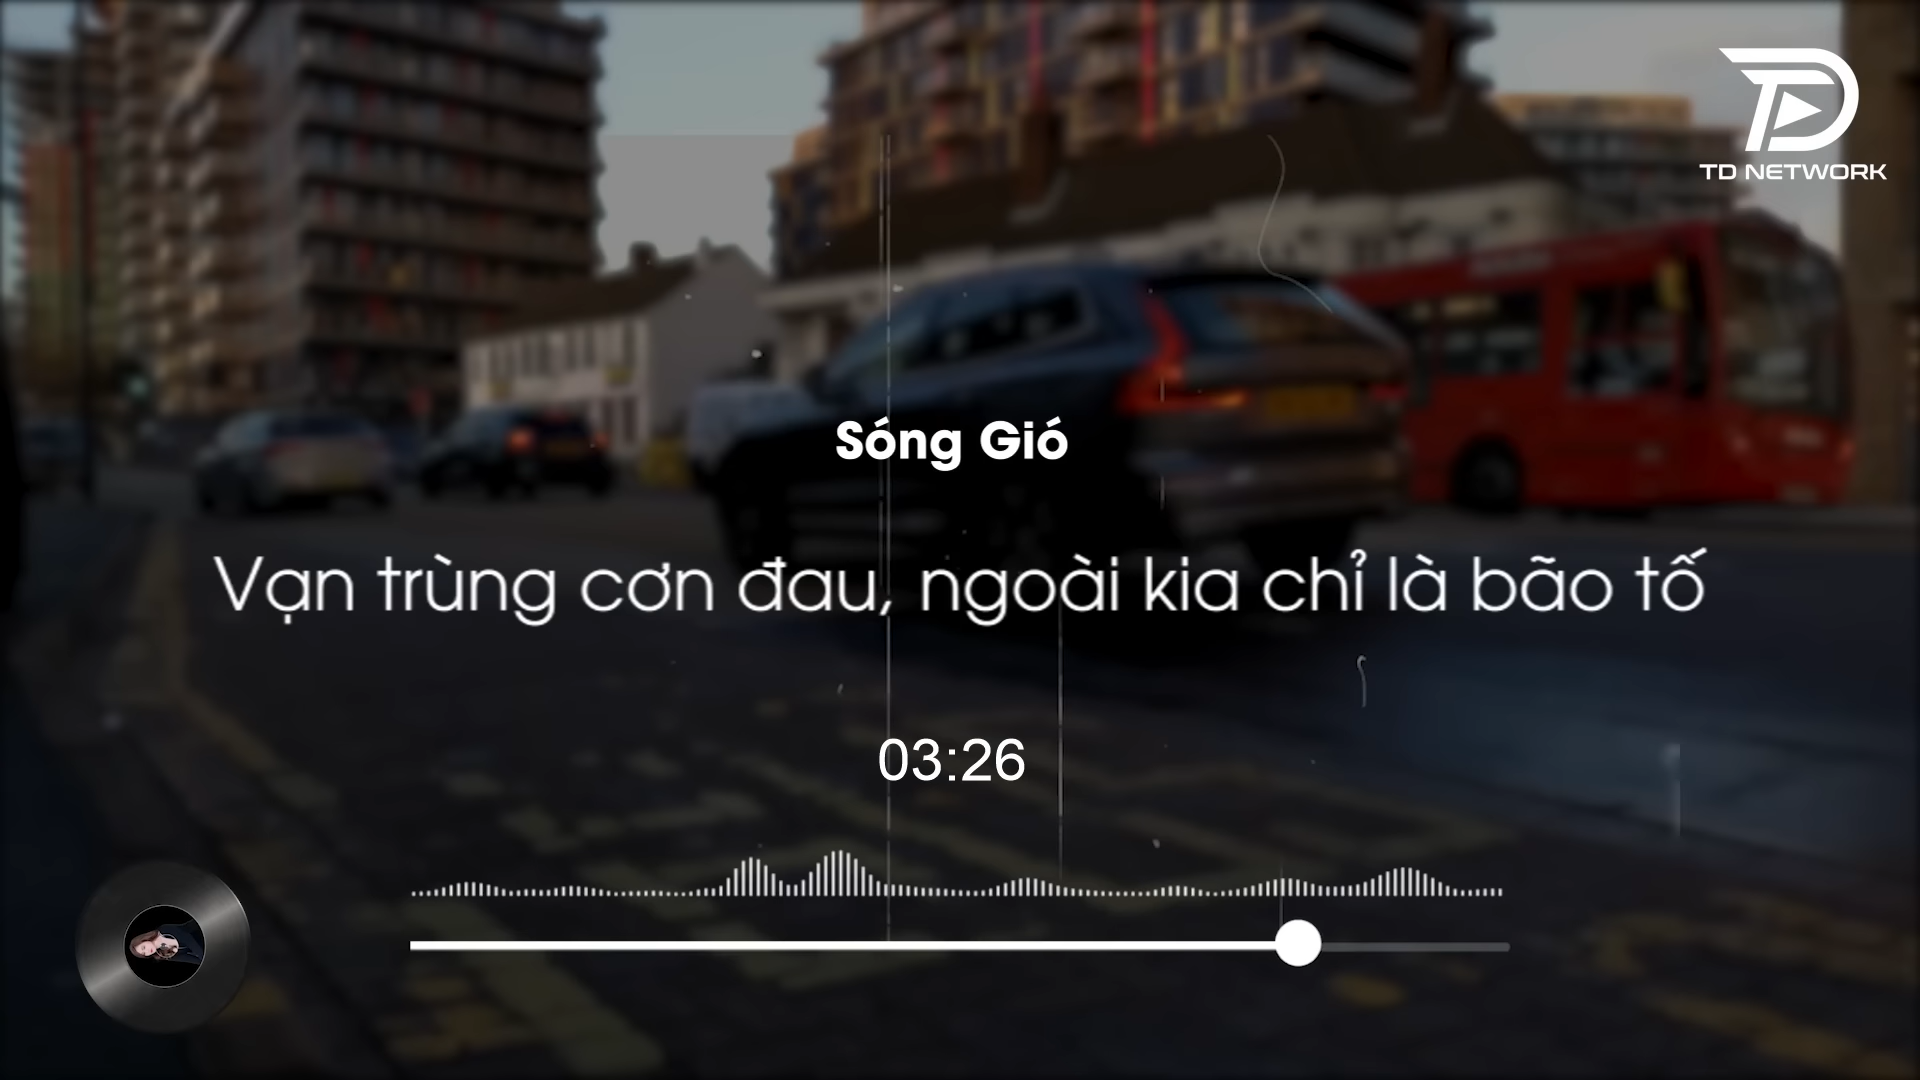 TD NETWORK
Sóng Gió
Vạn trùng cơn đau, ngoài kia chỉ là bão tố
03:26